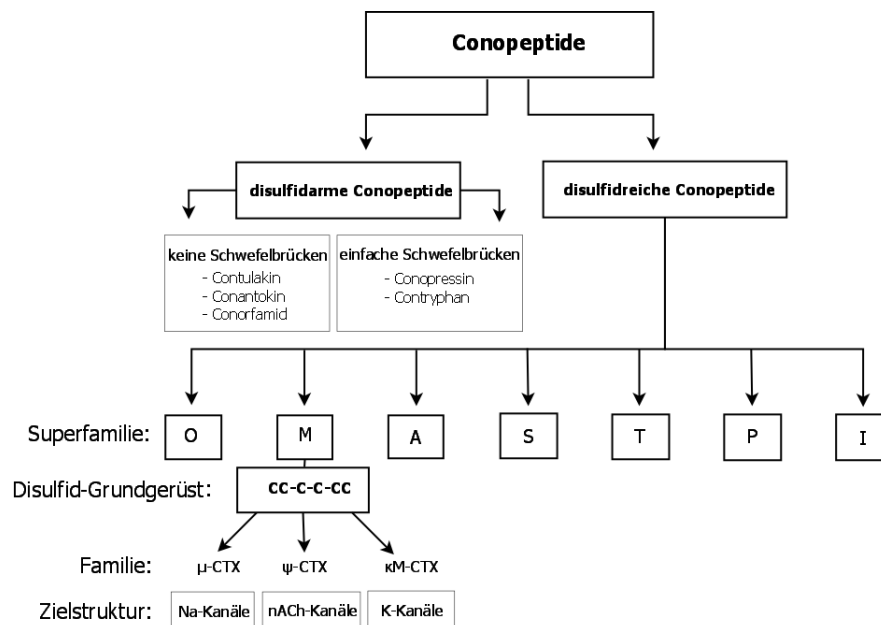 Conopeptide
disulfidarme Conopeptide
disulfidreiche Conopeptide
keine Schwefelbrücken
- Contulakin
- Conantokin
- Conorfamid
einfache Schwefelbrücken
- Conopressin
- Contryphan
Superfamilie: O M A S T P I
Disulfid-Grundgerüst: CC-C-C-CC
Familie: μ-CTX ψ-CTX κM-CTX
Zielstruktur: Na-Kanäle nACh-Kanäle K-Kanäle